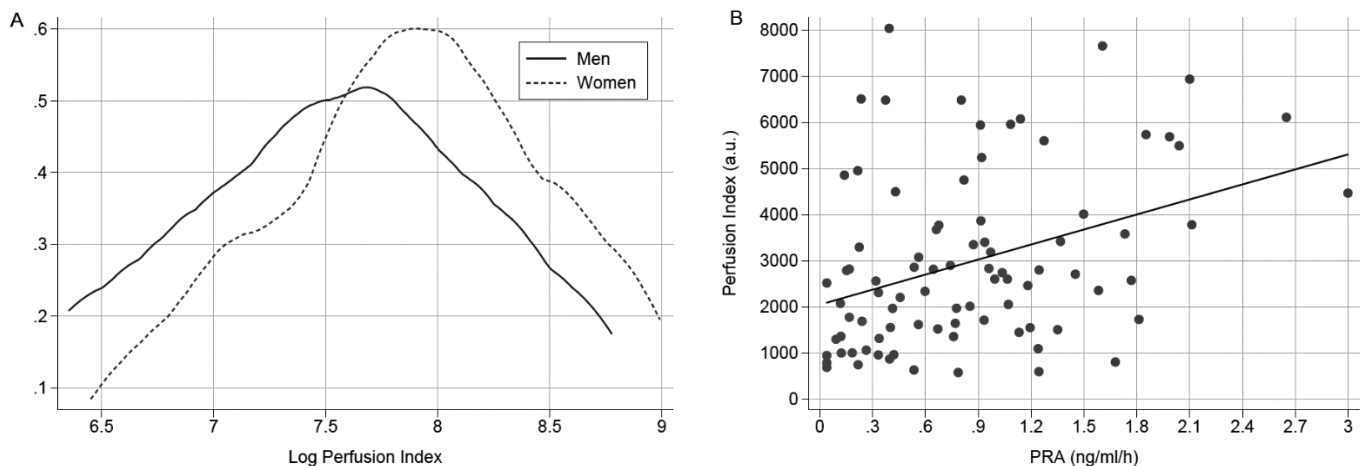 A
.6
.5
.4
.3
.2
.1
Men
Women
6.5 7 7.5 8 8.5 9
Log Perfusion Index
B
Perfusion Index (a.u.)
8000
7000
6000
5000
4000
3000
2000
1000
0
0 .3 .6 .9 1.2 1.5 1.8 2.1 2.4 2.7 3
PRA (ng/ml/h)